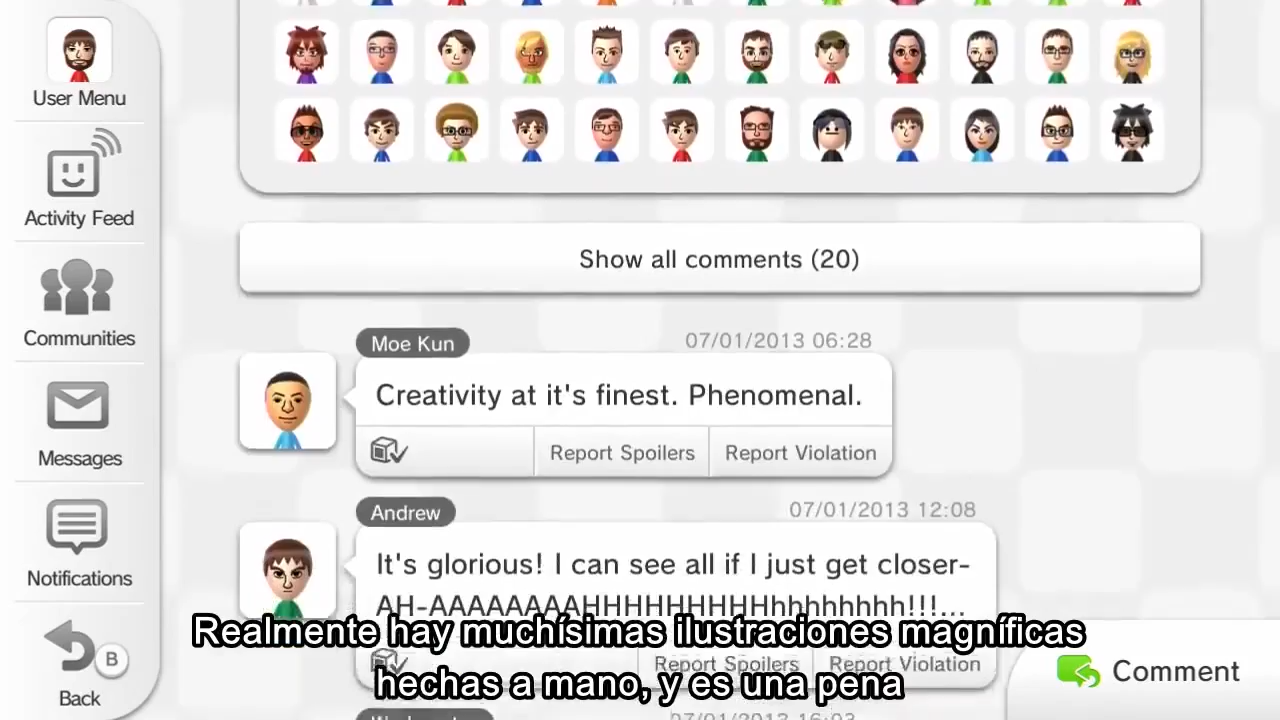 User Menu
Activity Feed
Communities
Messages
Notifications
B
Back
Show all comments (20)
Moe Kun
07/01/2013 06:28
Creativity at it's finest. Phenomenal.
Report Spoilers
Report Violation
Andrew
07/01/2013 12:08
It's glorious! I can see all if I just get closer-
AH-AAAAAAAAHHHHHHHHHhhhhhhhhh!!!...
Report Spoilers
Report Violation
07/01/2013 16:03
Comment
Realmente hay muchísimas ilustraciones magníficas
hechas a mano, y es una pena